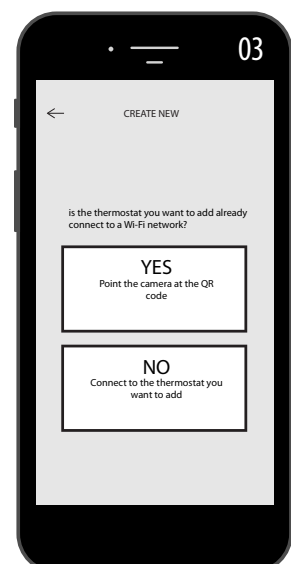 03
CREATE NEW
is the thermostat you want to add already
connect to a Wi-Fi network?
YES
Point the camera at the QR
code
NO
Connect to the thermostat you
want to add